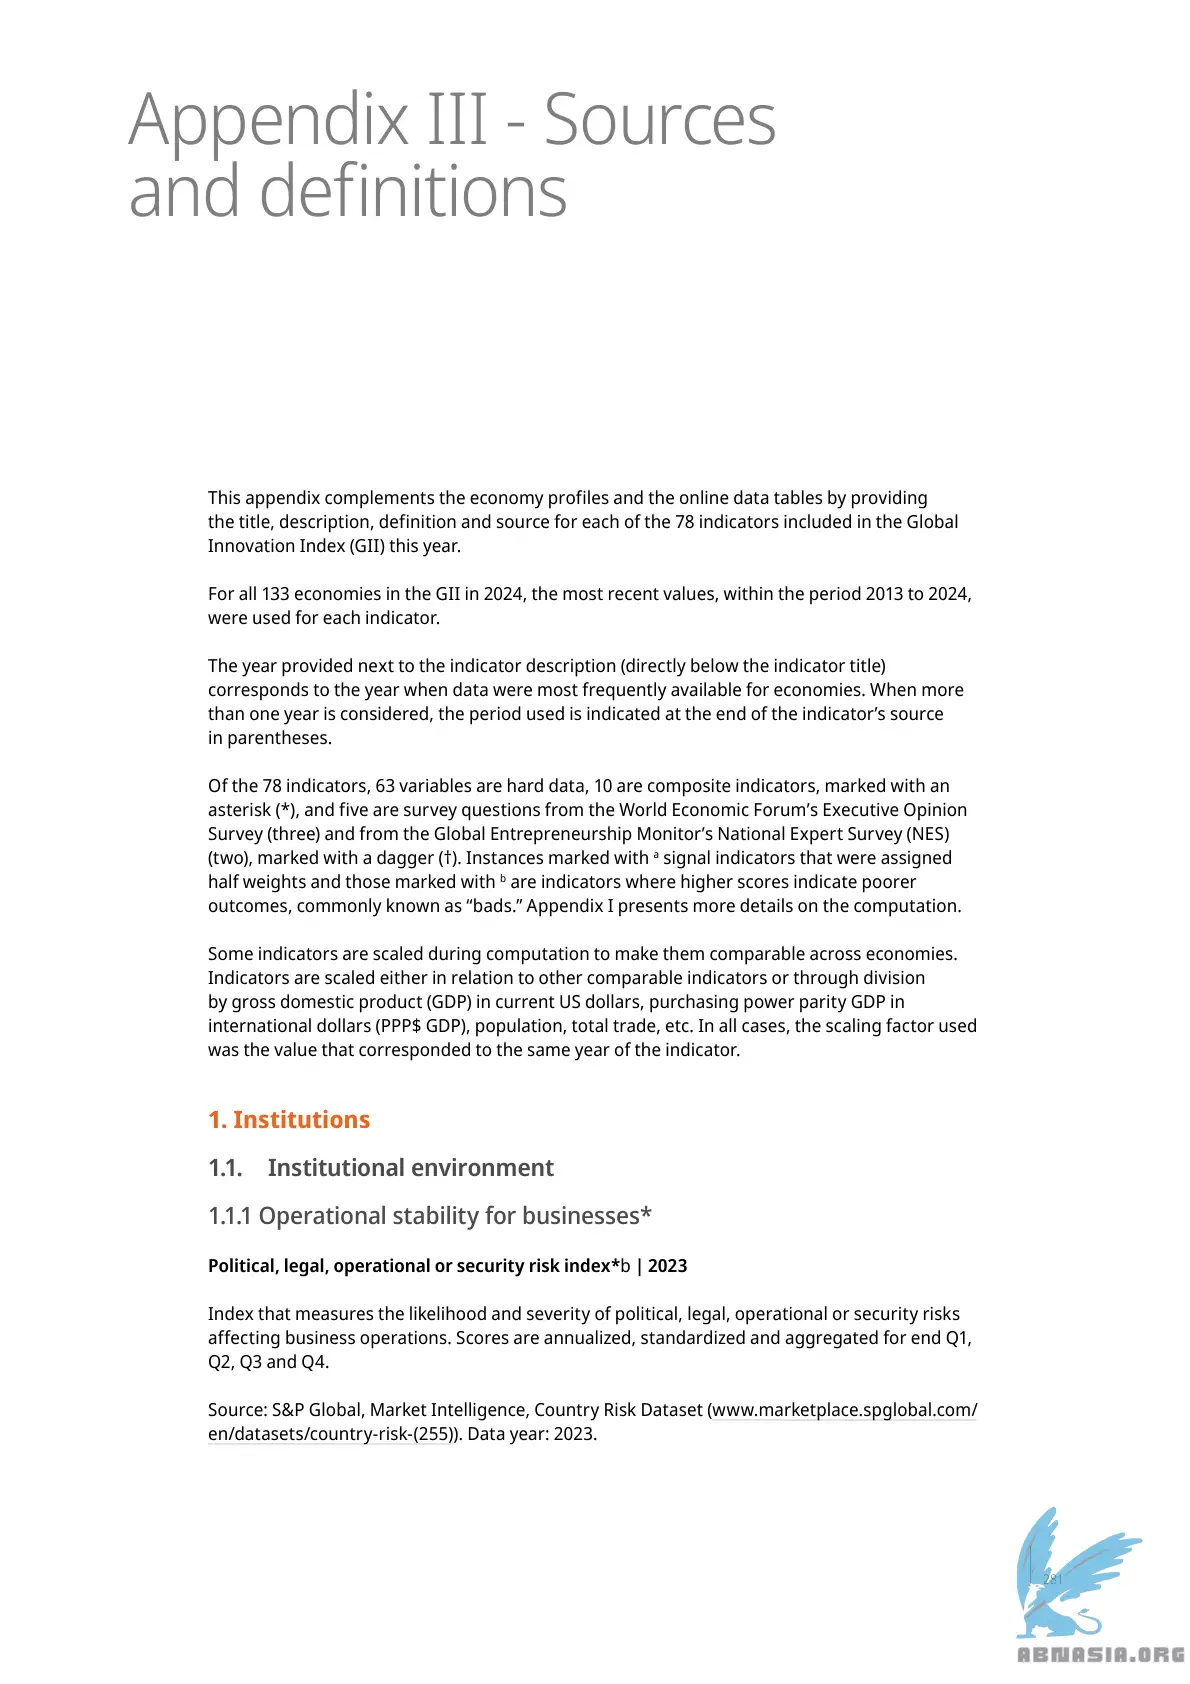 Appendix III - Sources
and definitions
This appendix complements the economy profiles and the online data tables by providing
the title, description, definition and source for each of the 78 indicators included in the Global
Innovation Index (GII) this year.
For all 133 economies in the GII in 2024, the most recent values, within the period 2013 to 2024,
were used for each indicator.
The year provided next to the indicator description (directly below the indicator title)
corresponds to the year when data were most frequently available for economies. When more
than one year is considered, the period used is indicated at the end of the indicator’s source
in parentheses.
Of the 78 indicators, 63 variables are hard data, 10 are composite indicators, marked with an
asterisk (*), and five are survey questions from the World Economic Forum’s Executive Opinion
Survey (three) and from the Global Entrepreneurship Monitor’s National Expert Survey (NES)
(two), marked with a dagger (†). Instances marked with ª signal indicators that were assigned
half weights and those marked with ᵇ are indicators where higher scores indicate poorer
outcomes, commonly known as “bads.” Appendix I presents more details on the computation.
Some indicators are scaled during computation to make them comparable across economies.
Indicators are scaled either in relation to other comparable indicators or through division
by gross domestic product (GDP) in current US dollars, purchasing power parity GDP in
international dollars (PPP$ GDP), population, total trade, etc. In all cases, the scaling factor used
was the value that corresponded to the same year of the indicator.
1. Institutions
1.1. Institutional environment
1.1.1 Operational stability for businesses*
Political, legal, operational or security risk index*b | 2023
Index that measures the likelihood and severity of political, legal, operational or security risks
affecting business operations. Scores are annualized, standardized and aggregated for end Q1,
Q2, Q3 and Q4.
Source: S&P Global, Market Intelligence, Country Risk Dataset (www.marketplace.spglobal.com/
en/datasets/country-risk-(255)). Data year: 2023.
281
ABNASIA.ORG